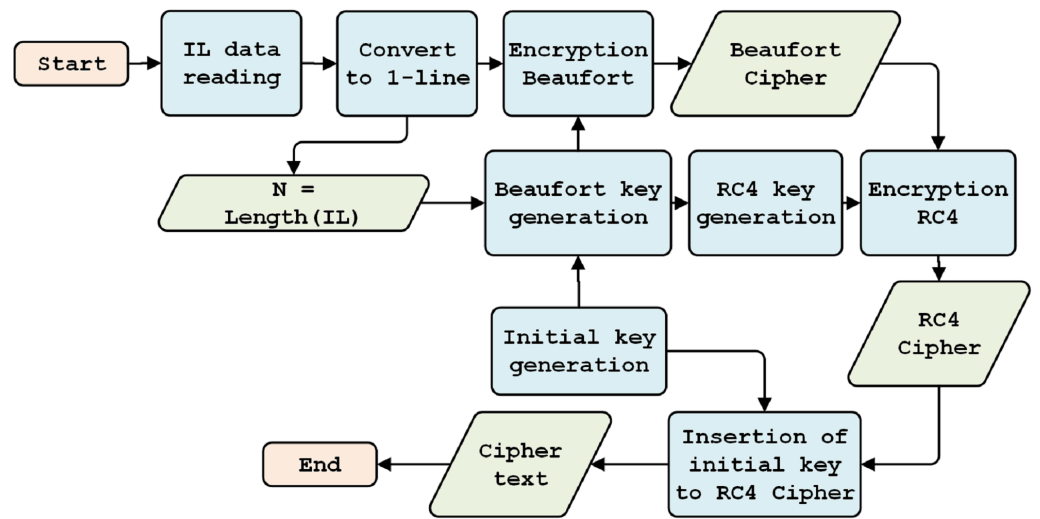 Start
IL data
reading
Convert
to 1-line
Encryption
Beaufort
Beaufort
Cipher
N =
Length(IL)
Beaufort key
generation
RC4 key
generation
Encryption
RC4
Initial key
generation
RC4
Cipher
End
Cipher
text
Insertion of
initial key
to RC4 Cipher